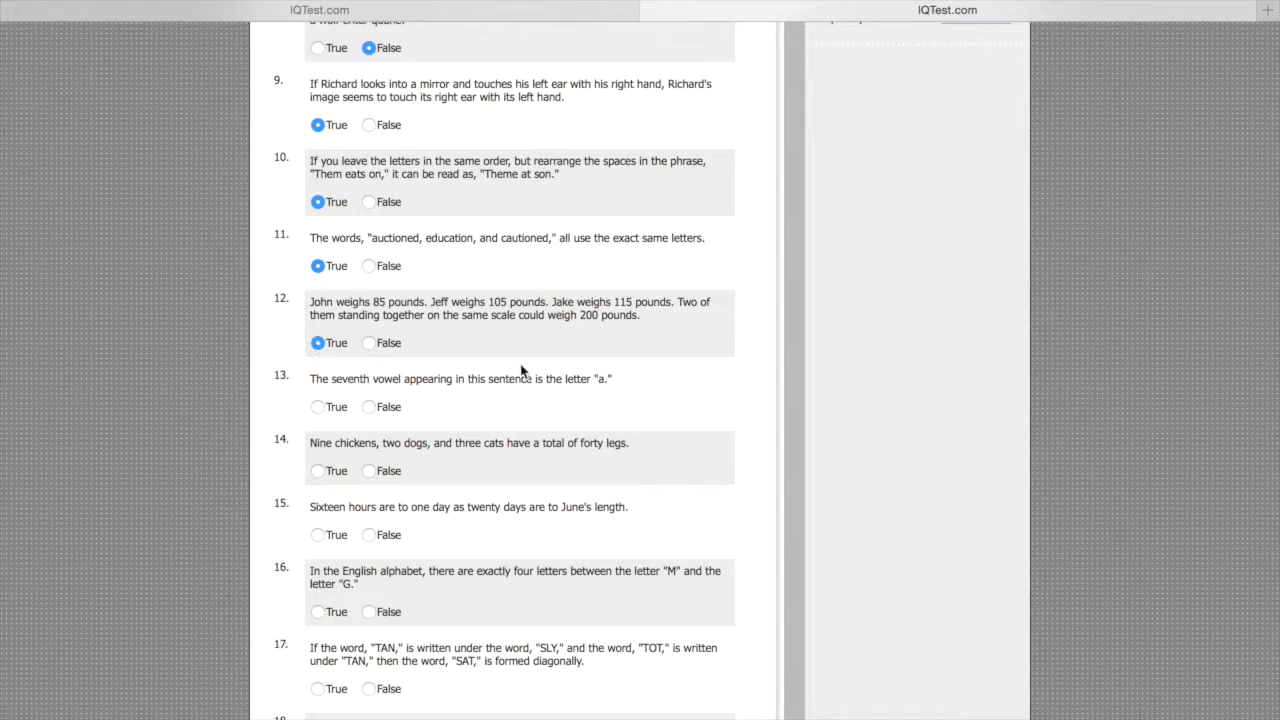 IQTest.com
IQTest.com
True False
9. If Richard looks into a mirror and touches his left ear with his right hand, Richard's
image seems to touch its right ear with its left hand.
True False
10. If you leave the letters in the same order, but rearrange the spaces in the phrase,
"Them eats on," it can be read as, "Theme at son."
True False
11. The words, "auctioned, education, and cautioned," all use the exact same letters.
True False
12. John weighs 85 pounds. Jeff weighs 105 pounds. Jake weighs 115 pounds. Two of
them standing together on the same scale could weigh 200 pounds.
True False
13. The seventh vowel appearing in this sentence is the letter "a."
True False
14. Nine chickens, two dogs, and three cats have a total of forty legs.
True False
15. Sixteen hours are to one day as twenty days are to June's length.
True False
16. In the English alphabet, there are exactly four letters between the letter "M" and the
letter "G."
True False
17. If the word, "TAN," is written under the word, "SLY," and the word, "TOT," is written
under "TAN," then the word, "SAT," is formed diagonally.
True False